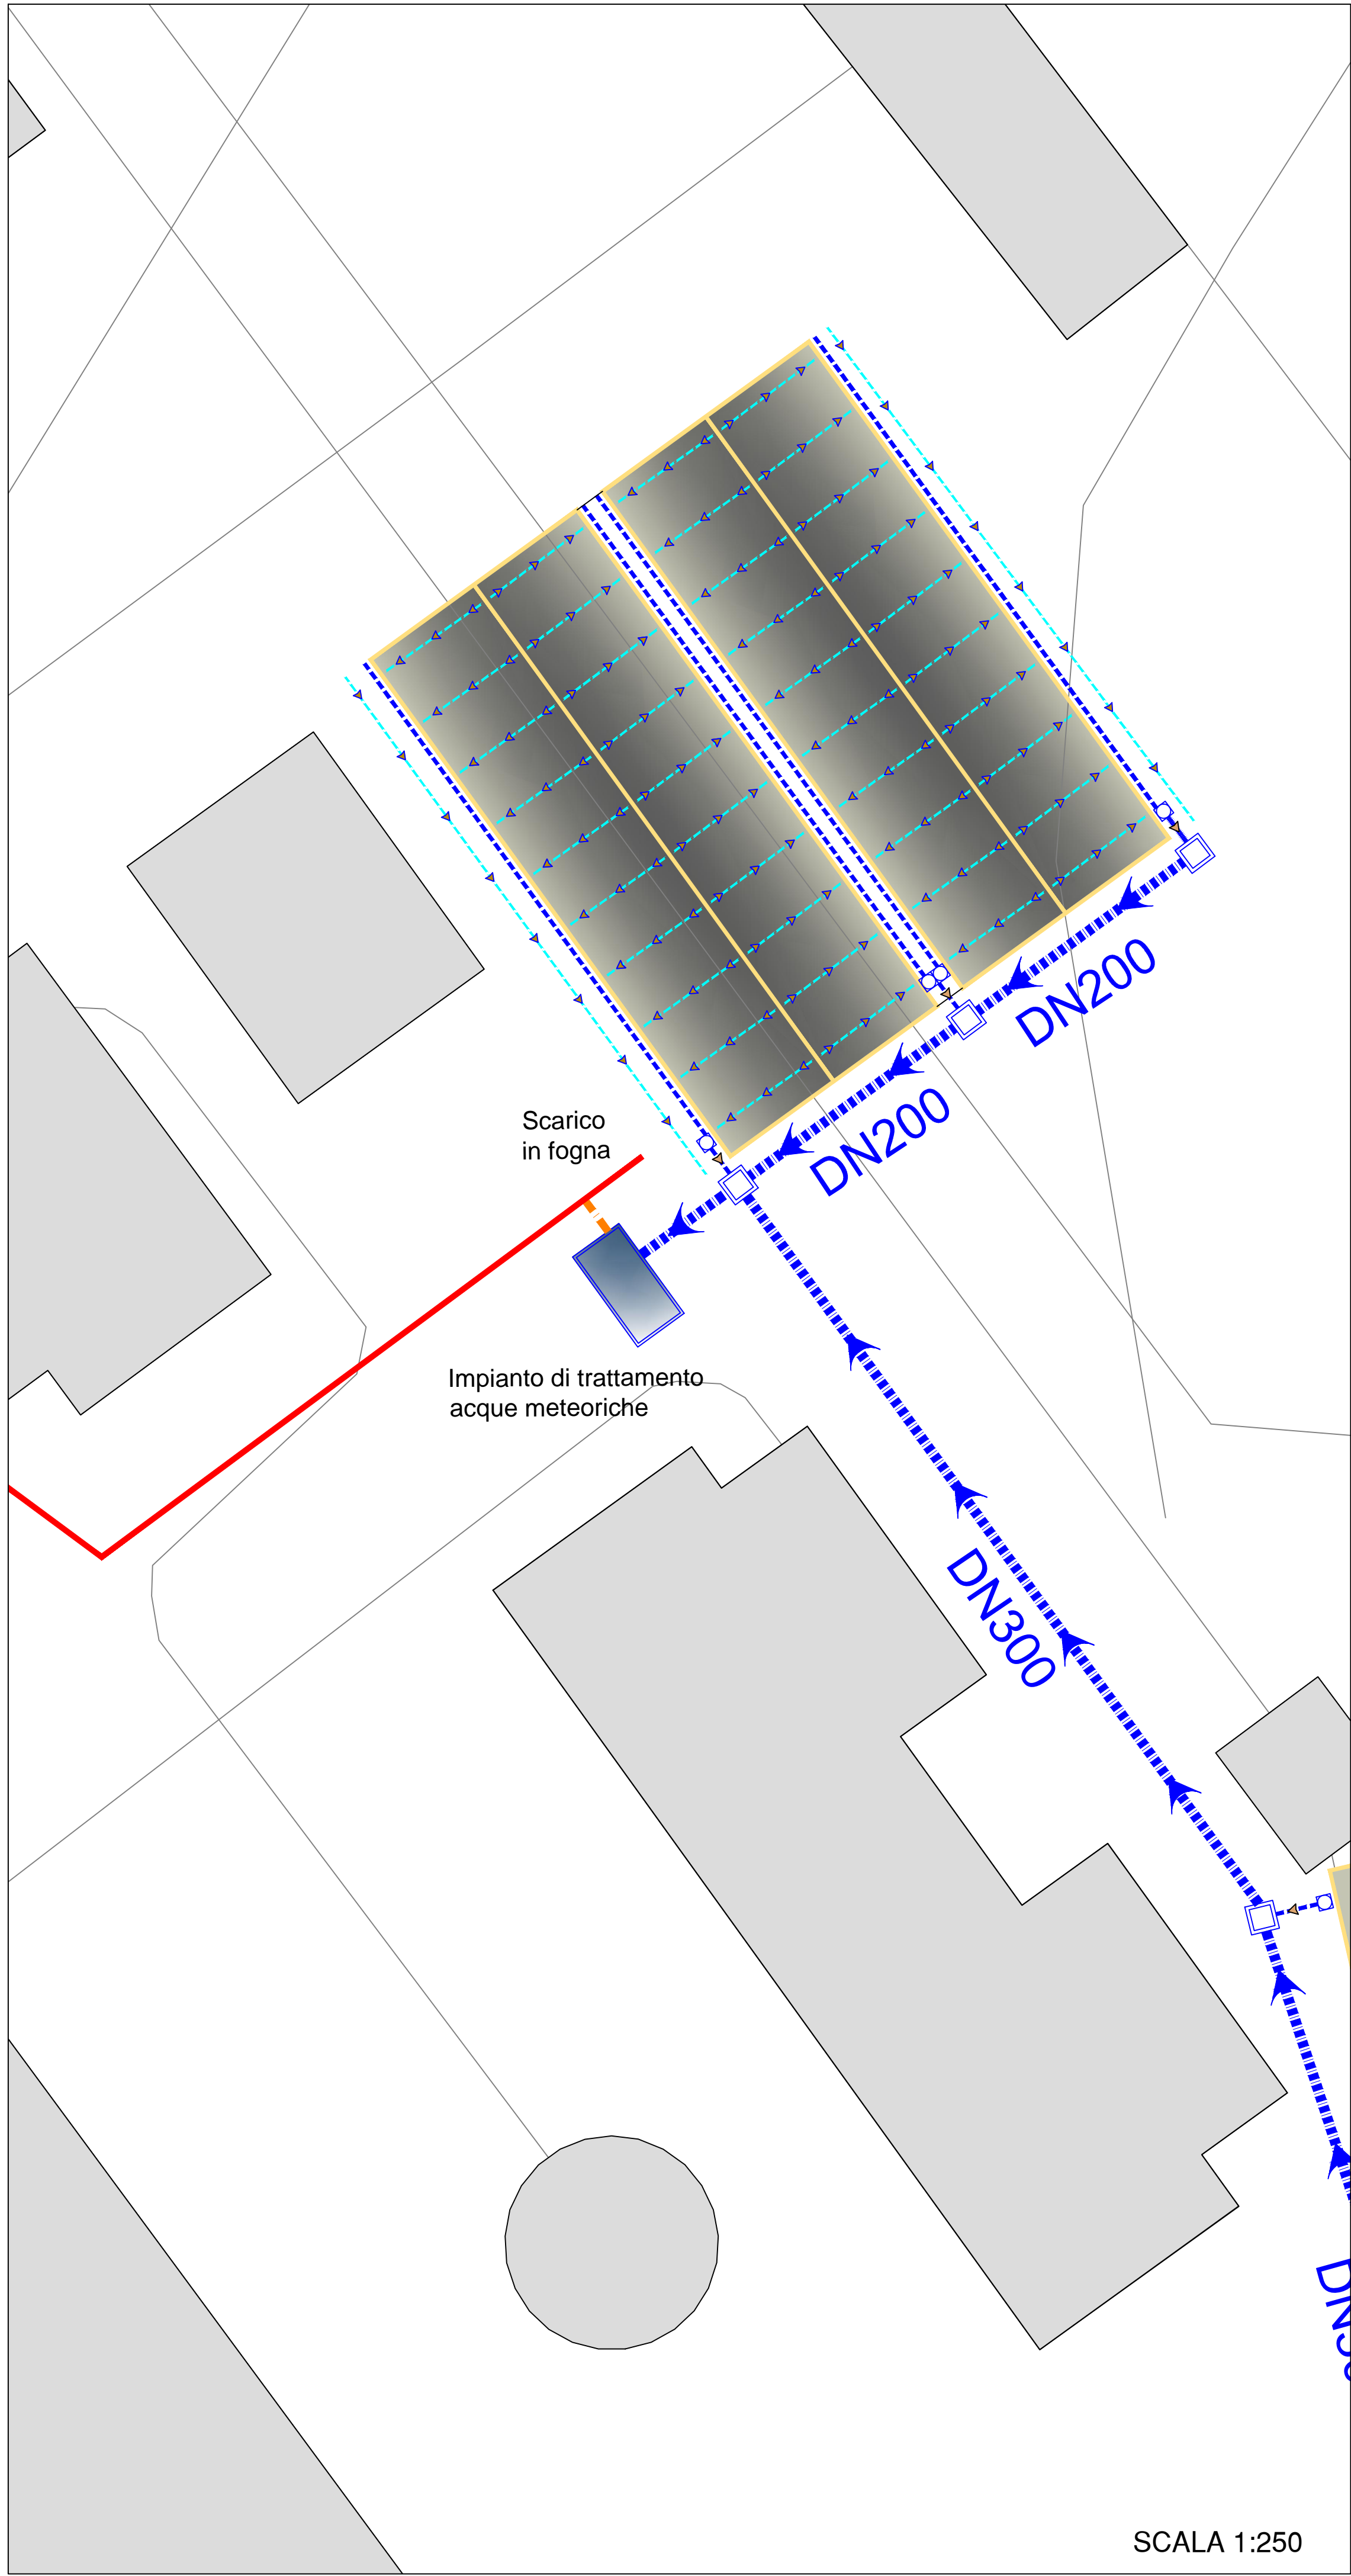 DN200
DN200
Scarico
in fogna
Impianto di trattamento
acque meteoriche
DN300
SCALA 1:250